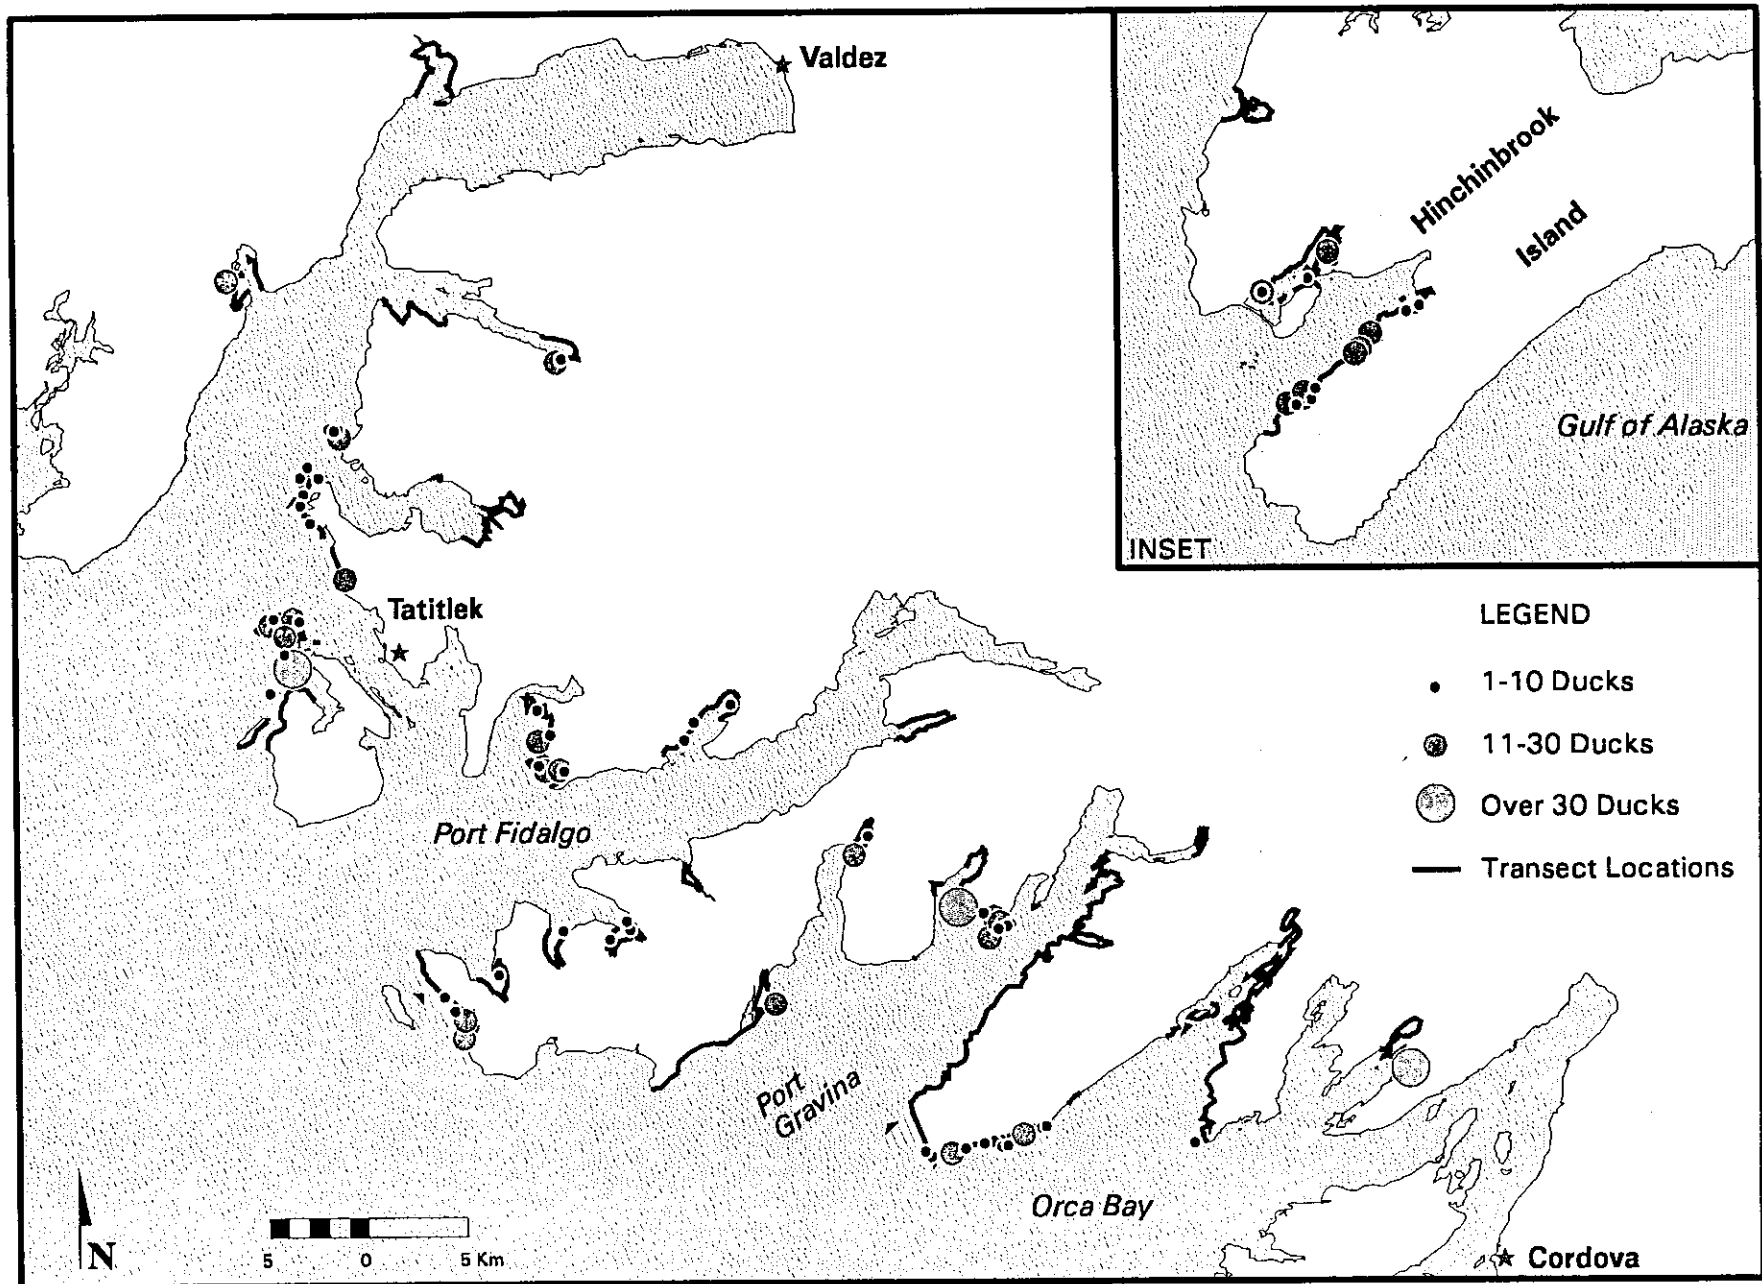 Valdez
Hinchinbrook
Island
Gulf of Alaska
INSET
Tatitlek
LEGEND
1-10 Ducks
11-30 Ducks
Over 30 Ducks
Transect Locations
Port Fidalgo
Port
Gravina
Orca Bay
N
5 0 5 Km
Cordova